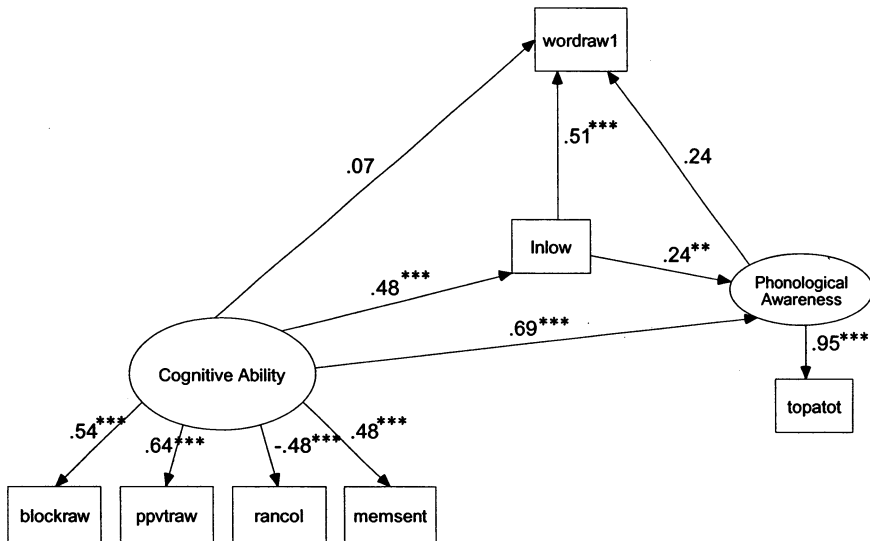 wordraw1
.51***
.07
.24
lnlow
.24**
.48***
Phonological
Awareness
.69***
.95***
Cognitive Ability
topatot
.54***
.64***
-.48***
.48***
blockraw
ppvtraw
rancol
memsent